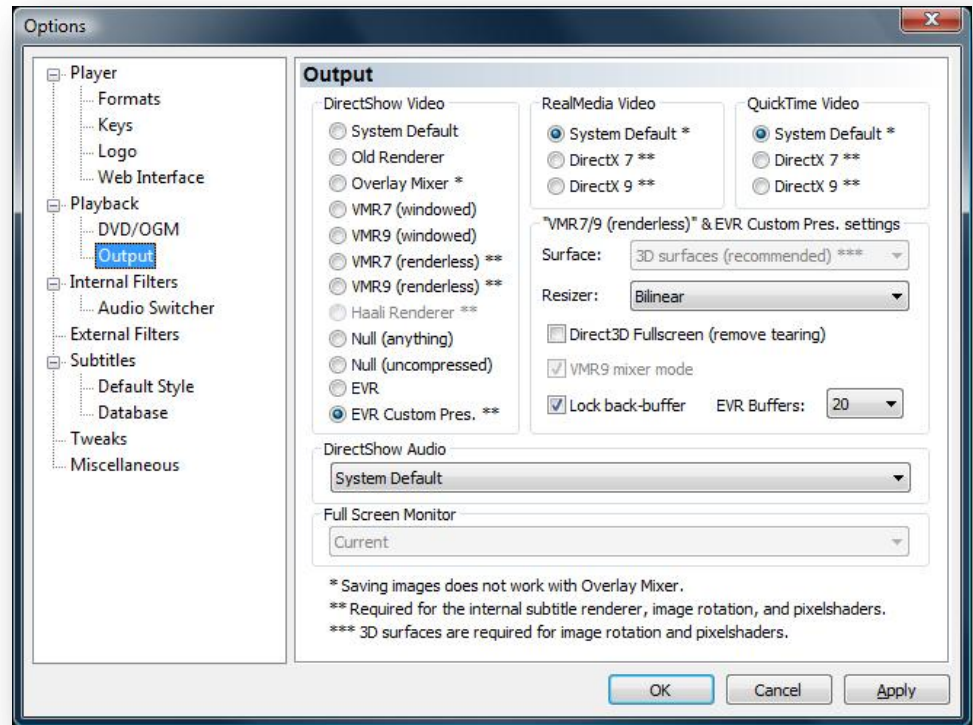 Options
Player
Formats
Keys
Logo
Web Interface
Playback
DVD/OGM
Output
Internal Filters
Audio Switcher
External Filters
Subtitles
Default Style
Database
Tweaks
Miscellaneous
Output
DirectShow Video
System Default
Old Renderer
Overlay Mixer *
VMR7 (windowed)
VMR9 (windowed)
VMR7 (renderless) **
VMR9 (renderless) **
Haali Renderer **
Null (anything)
Null (uncompressed)
EVR
EVR Custom Pres. **
RealMedia Video
System Default *
DirectX 7 **
DirectX 9 **
QuickTime Video
System Default *
DirectX 7 **
DirectX 9 **
"VMR7/9 (renderless)" & EVR Custom Pres. settings
Surface: 3D surfaces (recommended) ***
Resizer: Bilinear
Direct3D Fullscreen (remove tearing)
VMR9 mixer mode
Lock back-buffer EVR Buffers: 20
DirectShow Audio
System Default
Full Screen Monitor
Current
* Saving images does not work with Overlay Mixer.
** Required for the internal subtitle renderer, image rotation, and pixelshaders.
*** 3D surfaces are required for image rotation and pixelshaders.
OK Cancel Apply